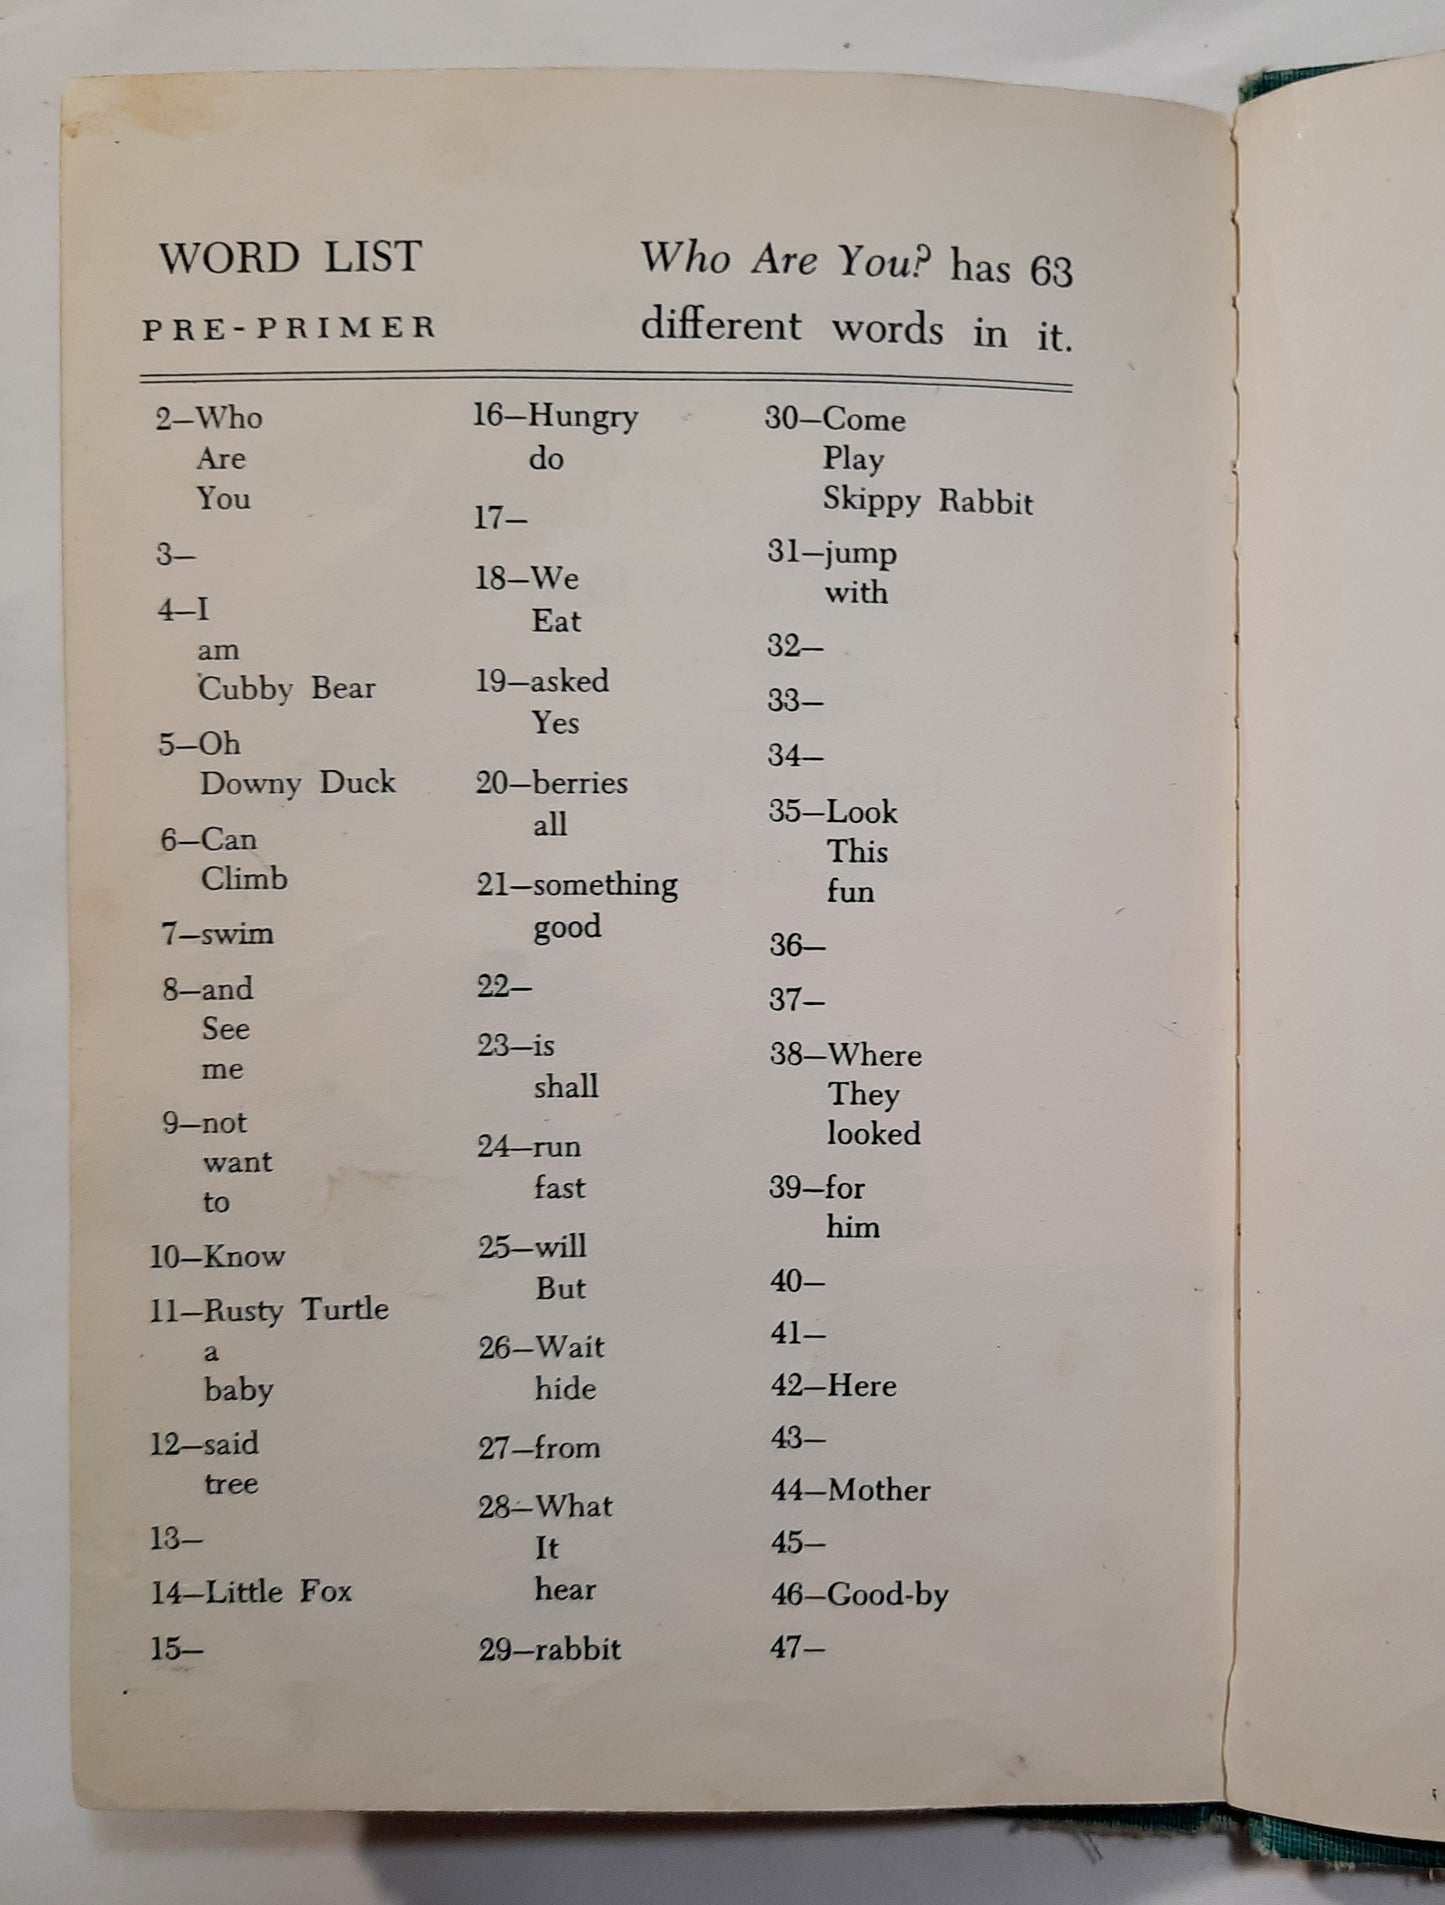 WORD LIST
PRE-PRIMER
Who Are You? has 63
different words in it.
2—Who
Are
You
3—
4—I
am
Cubby Bear
5—Oh
Downy Duck
6—Can
Climb
7—swim
8—and
See
me
9—not
want
to
10—Know
11—Rusty Turtle
a
baby
12—said
tree
13—
14—Little Fox
15—
16—Hungry
do
17—
18—We
Eat
19—asked
Yes
20—berries
all
21—something
good
22—
23—is
shall
24—run
fast
25—will
But
26—Wait
hide
27—from
28—What
It
hear
29—rabbit
30—Come
Play
Skippy Rabbit
31—jump
with
32—
33—
34—
35—Look
This
fun
36—
37—
38—Where
They
looked
39—for
him
40—
41—
42—Here
43—
44—Mother
45—
46—Good-by
47—